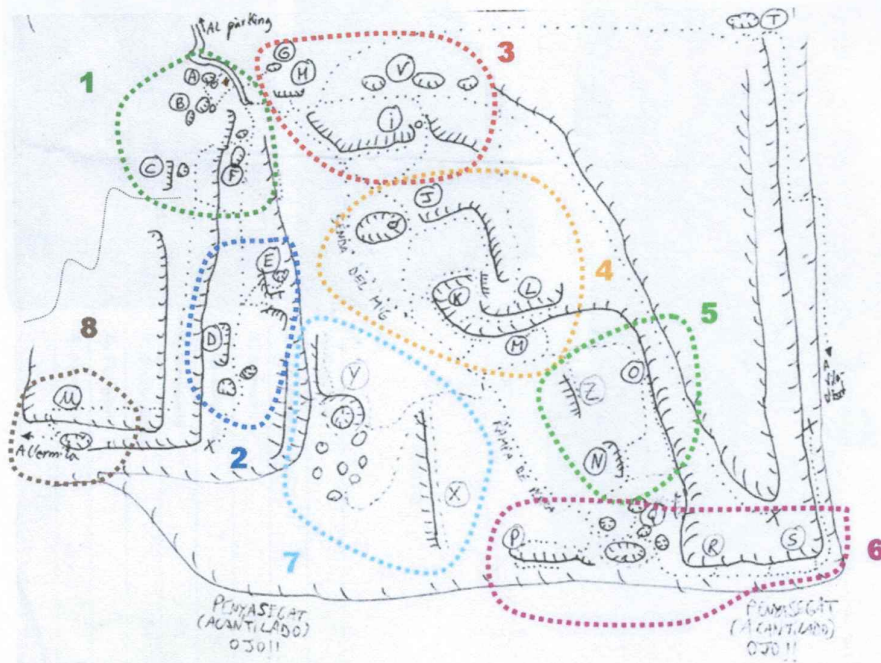 AL parking
T
3
G
H
V
1
A
B
i
C
F
J
E
4
K
L
M
5
8
D
Y
O
Z
U
A l'ermita
2
N
X
7
P
Q
R
S
6
PENYASEGAT
(ACANTILADO)
OJO!!
PENYASEGAT
(ACANTILADO)
OJO!!